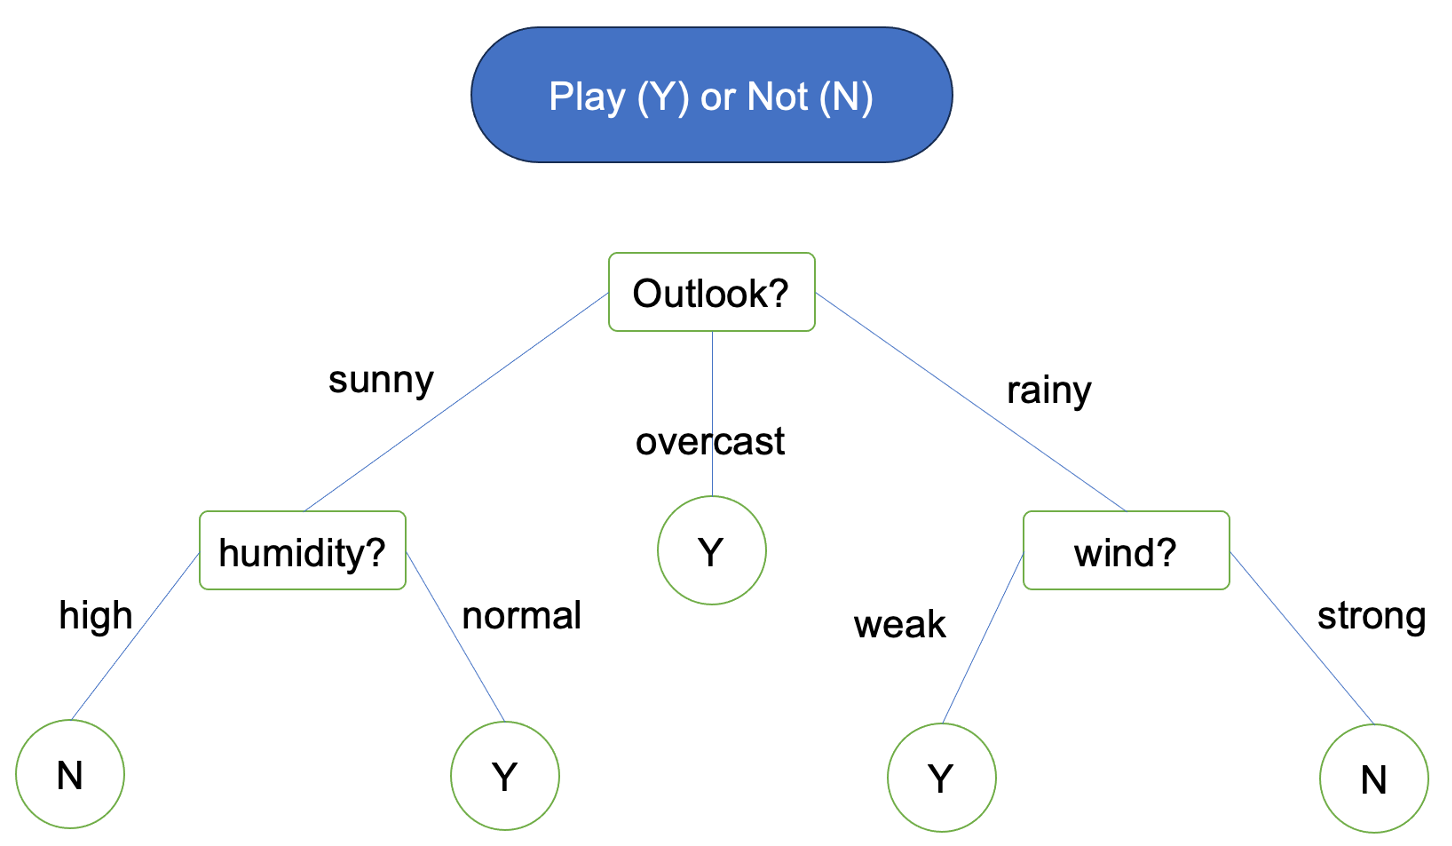 Play (Y) or Not (N)
Outlook?
sunny
rainy
overcast
humidity?
Y
wind?
high
normal
weak
strong
N
Y
Y
N